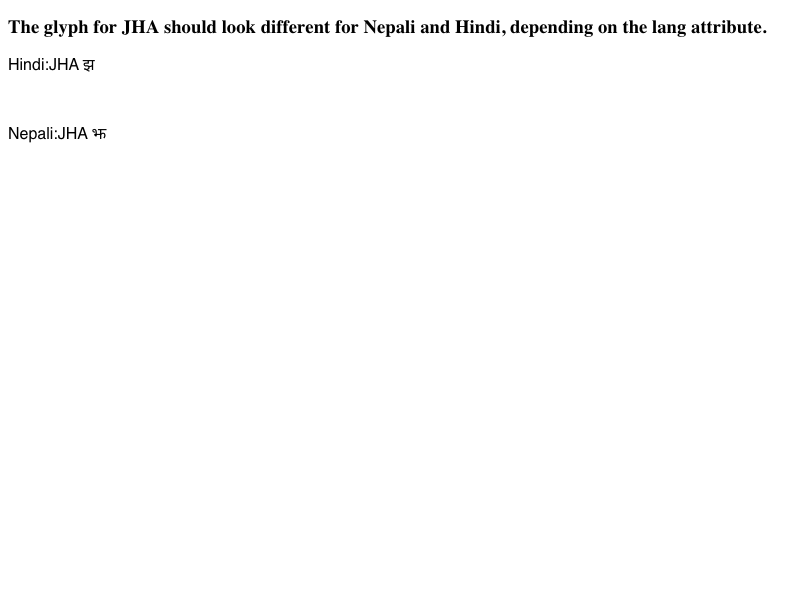 The glyph for JHA should look different for Nepali and Hindi, depending on the lang attribute.
Hindi:JHA झ
Nepali:JHA झ